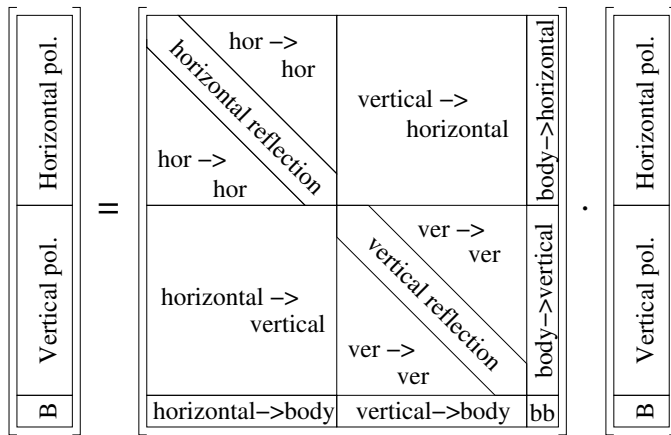 Horizontal pol.
Vertical pol.
B
=
hor −>
hor
horizontal reflection
hor −>
hor
vertical −>
horizontal
body−>horizontal
horizontal −>
vertical
ver −>
ver
vertical reflection
ver −>
ver
body−>vertical
horizontal−>body
vertical−>body
bb
.
Horizontal pol.
Vertical pol.
B